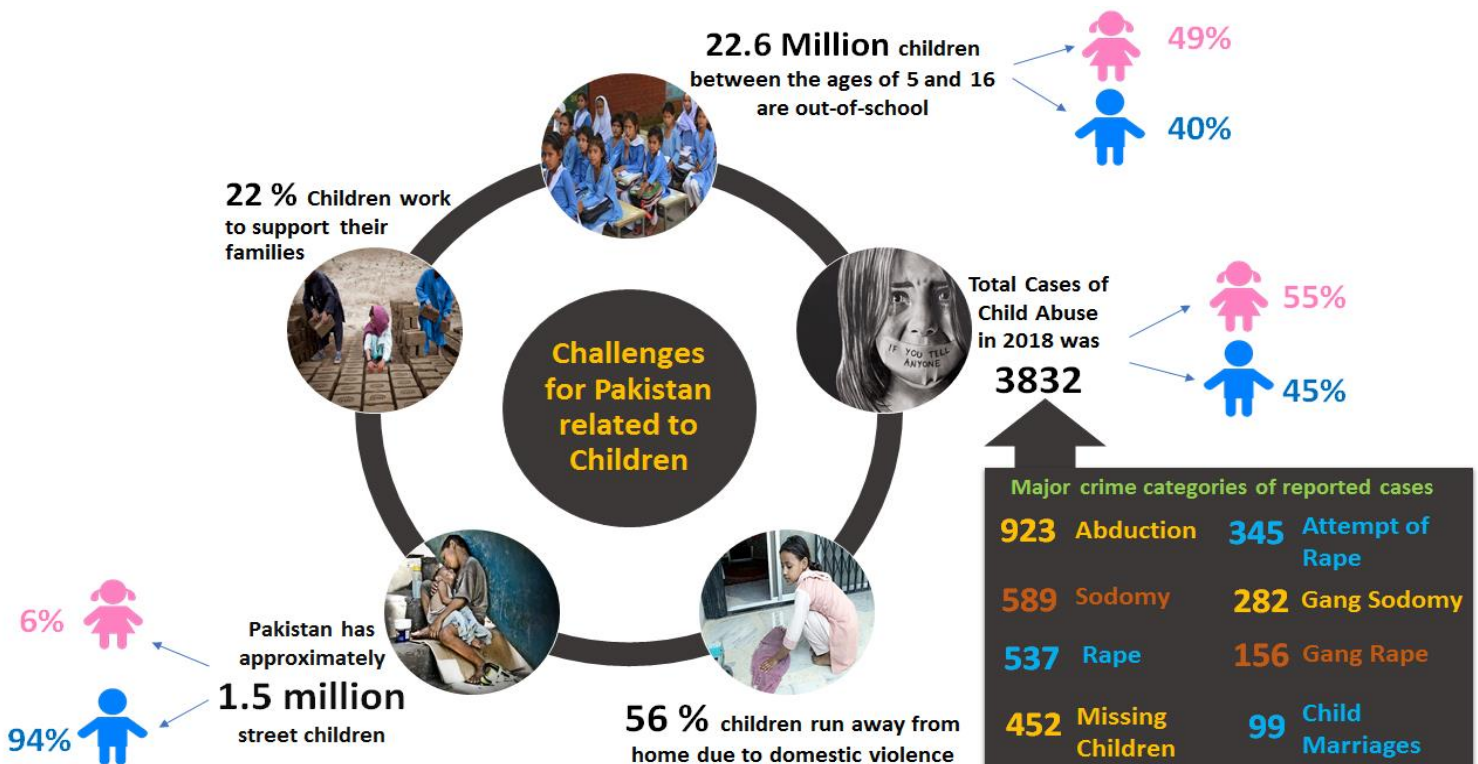 22.6 Million children
between the ages of 5 and 16
are out-of-school
49%
40%
22 % Children work
to support their
families
Challenges
for Pakistan
related to
Children
IF YOU TELL
ANYONE
Total Cases of
Child Abuse
in 2018 was
3832
55%
45%
Major crime categories of reported cases
923 Abduction
345 Attempt of
Rape
589 Sodomy
282 Gang Sodomy
537 Rape
156 Gang Rape
452 Missing
Children
99 Child
Marriages
6%
94%
Pakistan has
approximately
1.5 million
street children
56 % children run away from
home due to domestic violence